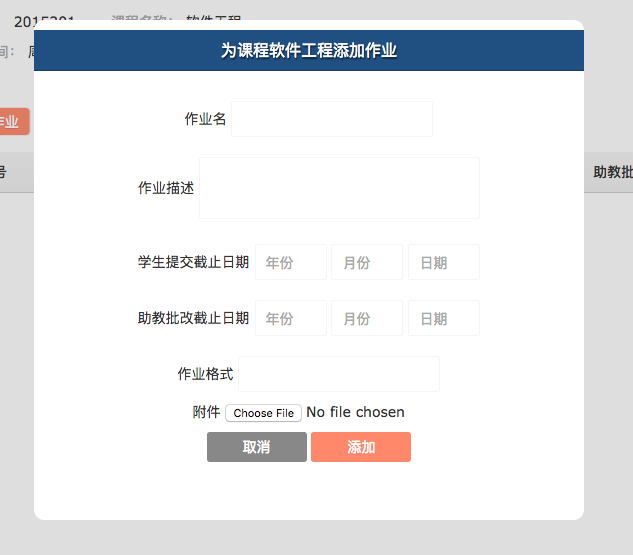 2015201 课程名称： 软件工程
间： 周
为课程软件工程添加作业
作业
号
助教批
作业名
作业描述
学生提交截止日期 年份 月份 日期
助教批改截止日期 年份 月份 日期
作业格式
附件 Choose File No file chosen
取消 添加